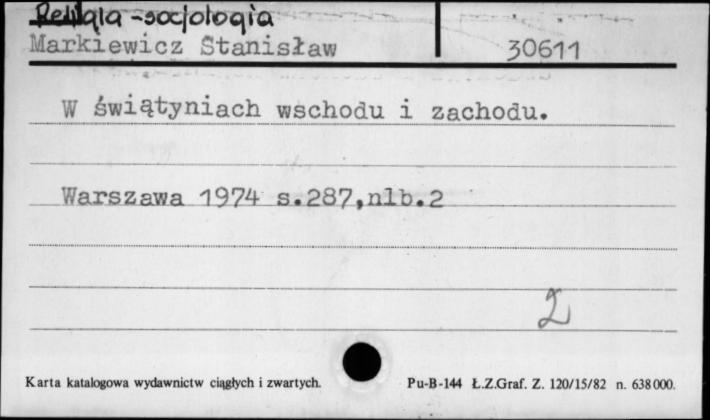 Religia - socjologia
Markiewicz Stanisław 30611
W świątyniach wschodu i zachodu.
Warszawa 1974 s.287,nlb.2
2
Karta katalogowa wydawnictw ciągłych i zwartych. Pu-B-144 Ł.Z.Graf. Z. 120/15/82 n. 638000.